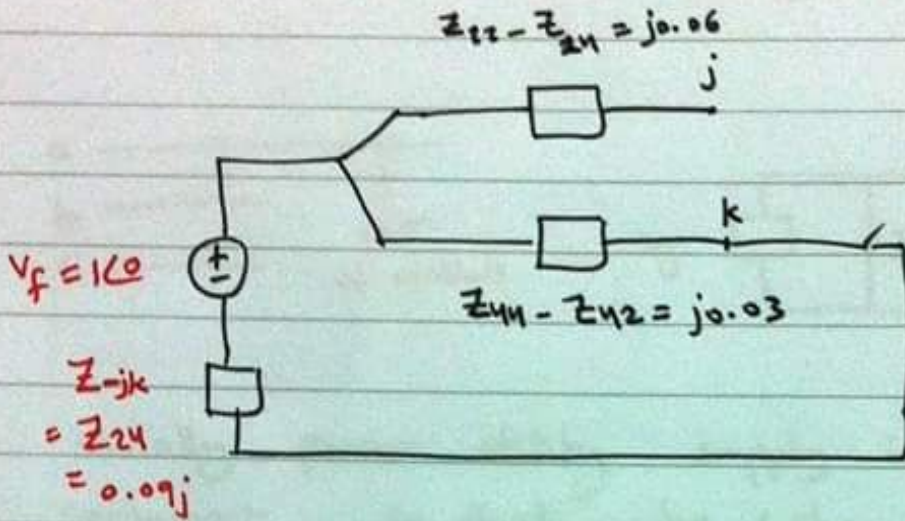 Z22 - Z24 = j0.06
j
k
Vf = 1∠0
Z44 - Z42 = j0.03
Z-jk
= Z24
= 0.09j